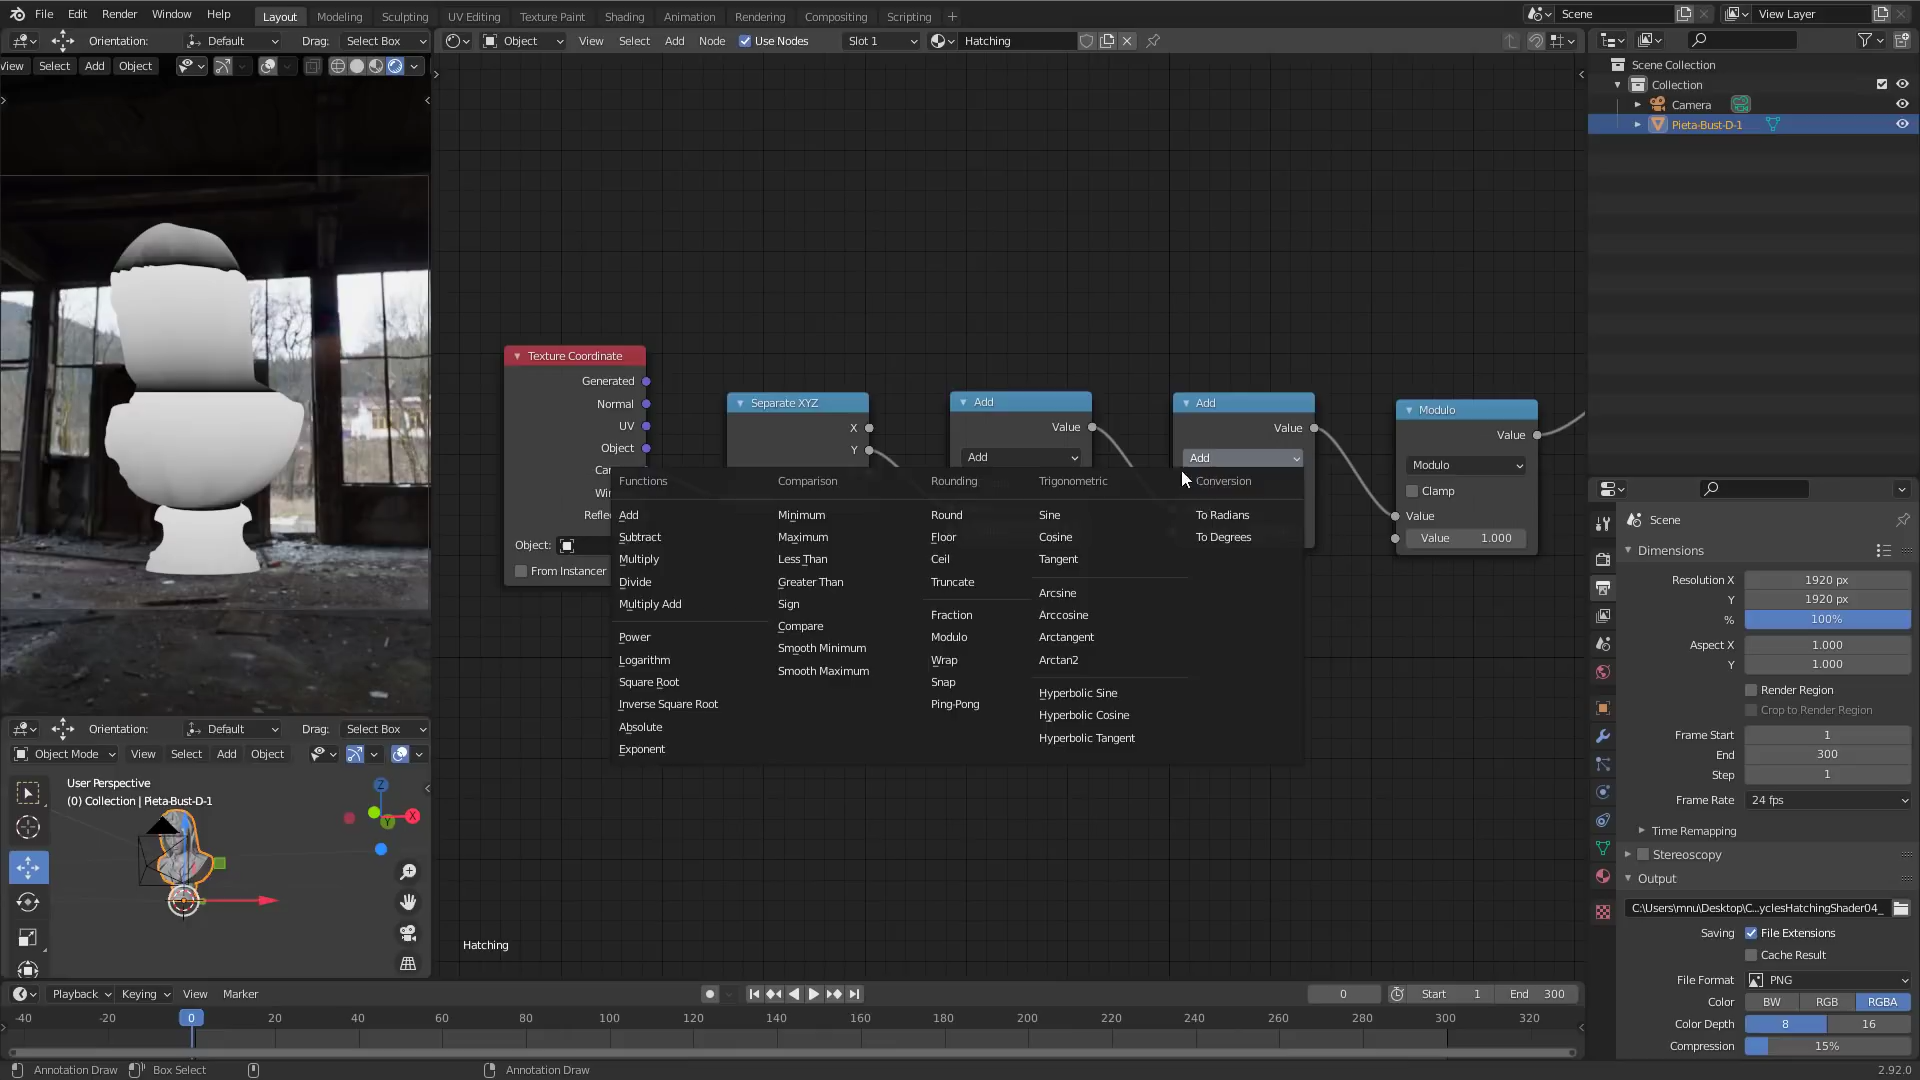 File Edit Render Window Help Layout Modeling Sculpting UV Editing Texture Paint Shading Animation Rendering Compositing Scripting + Scene View Layer
Orientation: Default Drag: Select Box
View Select Add Object
Object View Select Add Node Use Nodes Slot 1 Hatching
Scene Collection
Collection
Camera
Pieta-Bust-D-1
Texture Coordinate
Generated
Normal
UV
Object
Reflec
Object:
From Instancer
Separate XYZ
X
Y
Add
Value
Add
Add
Value
Add
Modulo
Value
Modulo
Clamp
Value
Value 1.000
Functions
Add
Subtract
Multiply
Divide
Multiply Add
Power
Logarithm
Square Root
Inverse Square Root
Absolute
Exponent
Comparison
Minimum
Maximum
Less Than
Greater Than
Sign
Compare
Smooth Minimum
Smooth Maximum
Rounding
Round
Floor
Ceil
Truncate
Fraction
Modulo
Wrap
Snap
Ping-Pong
Trigonometric
Sine
Cosine
Tangent
Arcsine
Arccosine
Arctangent
Arctan2
Hyperbolic Sine
Hyperbolic Cosine
Hyperbolic Tangent
Conversion
To Radians
To Degrees
Hatching
Scene
Dimensions
Resolution X 1920 px
Y 1920 px
% 100%
Aspect X 1.000
Y 1.000
Render Region
Crop to Render Region
Frame Start 1
End 300
Step 1
Frame Rate 24 fps
Time Remapping
Stereoscopy
Output
C:\Users\mnu\Desktop\C...yclesHatchingShader04_
Saving File Extensions
Cache Result
File Format PNG
Color BW RGB RGBA
Color Depth 8 16
Compression 15%
Orientation: Default Drag: Select Box
Object Mode View Select Add Object
User Perspective
(0) Collection | Pieta-Bust-D-1
Z
X
Y
Playback Keying View Marker 0 Start 1 End 300
-40 -20 0 20 40 60 80 100 120 140 160 180 200 220 240 260 280 300 320
Annotation Draw Box Select Annotation Draw 2.92.0